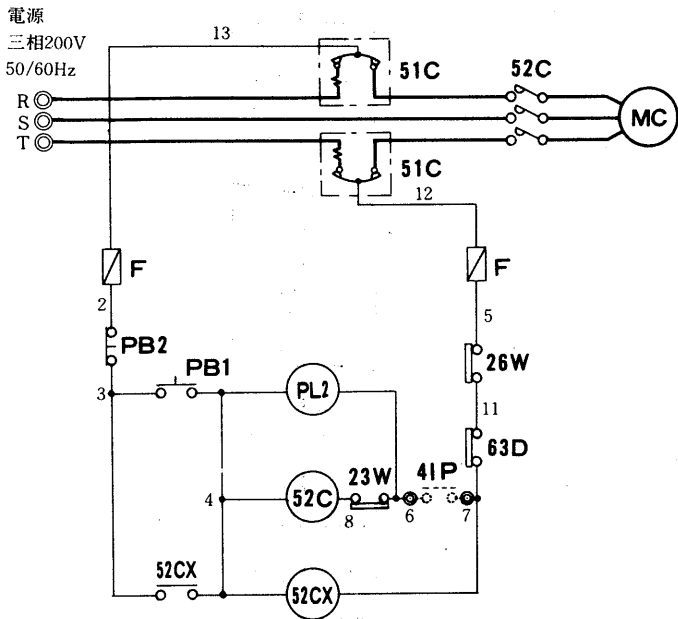 電源
三相200V
50/60Hz
13
51C
52C
R
S
T
MC
51C
12
F
F
2
5
PB2
26W
PB1
3
PL2
11
63D
23W
41P
4
52C
8
6
7
52CX
52CX